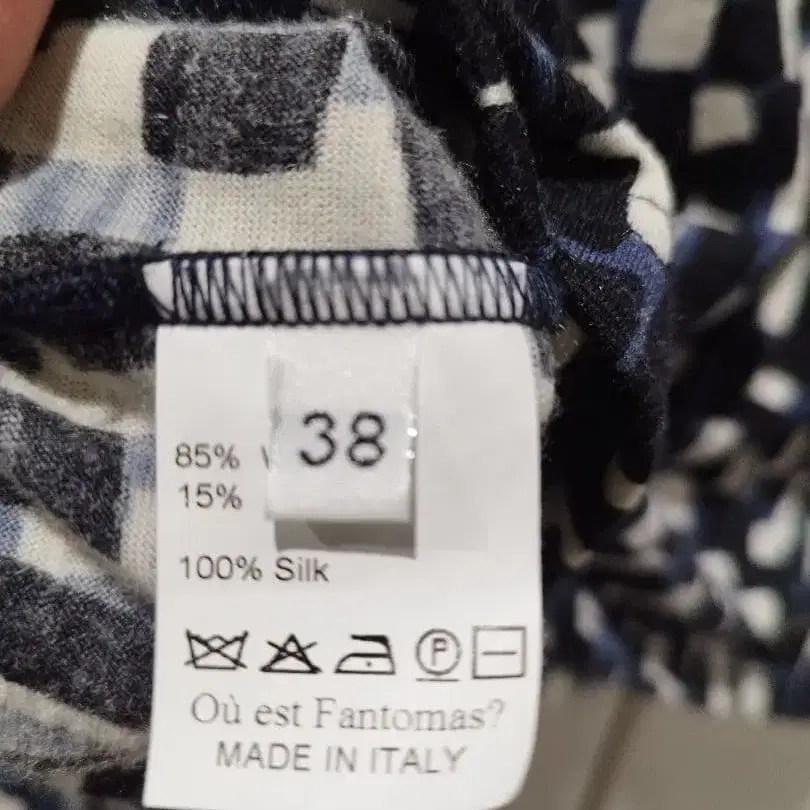 38
85%
15%
100% Silk
P
Où est Fantomas?
MADE IN ITALY